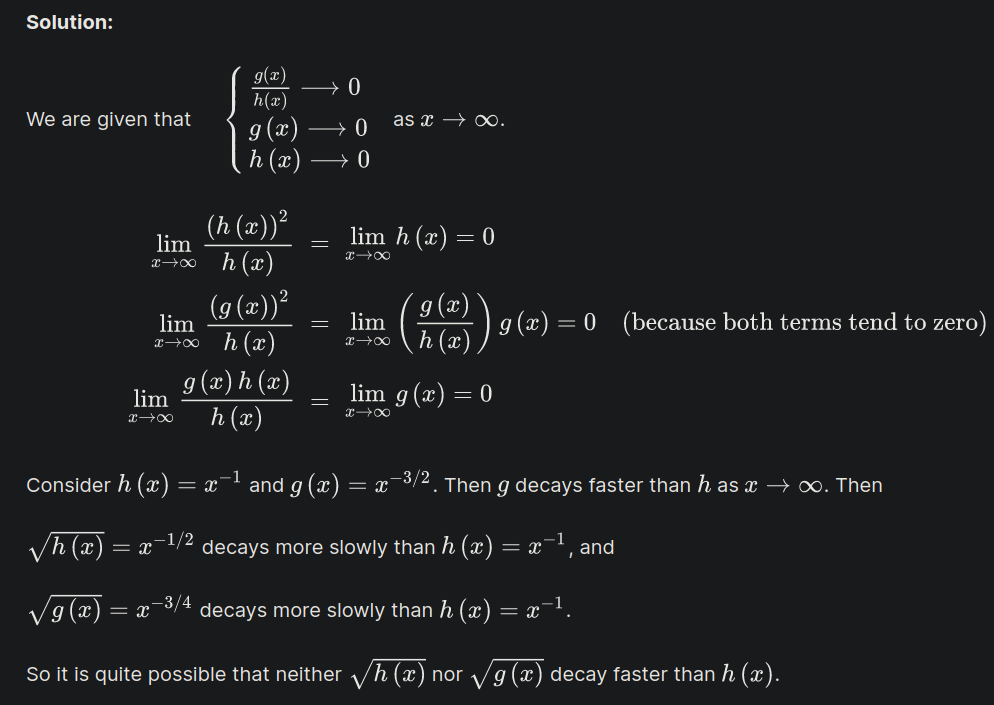 Solution:
We are given that $\begin{cases} \frac{g(x)}{h(x)} \longrightarrow 0 \\ g(x) \longrightarrow 0 \\ h(x) \longrightarrow 0 \end{cases}$ as $x \to \infty$.
$\lim_{x \to \infty} \frac{(h(x))^2}{h(x)} = \lim_{x \to \infty} h(x) = 0$
$\lim_{x \to \infty} \frac{(g(x))^2}{h(x)} = \lim_{x \to \infty} \left( \frac{g(x)}{h(x)} \right) g(x) = 0$ (because both terms tend to zero)
$\lim_{x \to \infty} \frac{g(x) h(x)}{h(x)} = \lim_{x \to \infty} g(x) = 0$
Consider $h(x) = x^{-1}$ and $g(x) = x^{-3/2}$. Then $g$ decays faster than $h$ as $x \to \infty$. Then
$\sqrt{h(x)} = x^{-1/2}$ decays more slowly than $h(x) = x^{-1}$, and
$\sqrt{g(x)} = x^{-3/4}$ decays more slowly than $h(x) = x^{-1}$.
So it is quite possible that neither $\sqrt{h(x)}$ nor $\sqrt{g(x)}$ decay faster than $h(x)$.